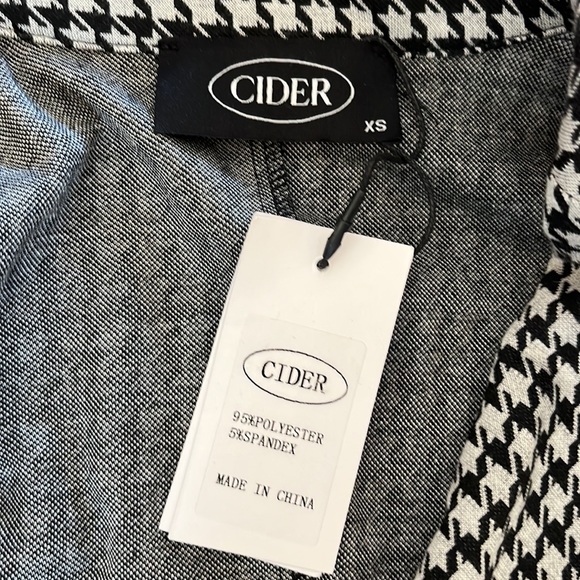 CIDER
XS
CIDER
95%POLYESTER
5%SPANDEX
MADE IN CHINA